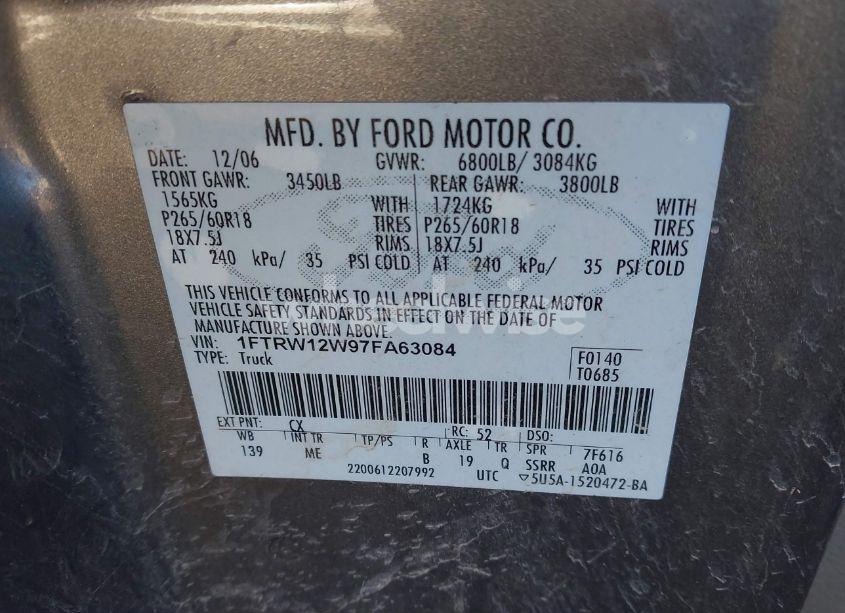 MFD. BY FORD MOTOR CO.
DATE: 12/06 GVWR: 6800LB/ 3084KG
FRONT GAWR: 3450LB REAR GAWR: 3800LB
1565KG WITH 1724KG WITH
P265/60R18 TIRES P265/60R18 TIRES
18X7.5J RIMS 18X7.5J RIMS
AT 240 kPa/ 35 PSI COLD AT 240 kPa/ 35 PSI COLD
THIS VEHICLE CONFORMS TO ALL APPLICABLE FEDERAL MOTOR
VEHICLE SAFETY STANDARDS IN EFFECT ON THE DATE OF
MANUFACTURE SHOWN ABOVE.
VIN: 1FTRW12W97FA63084
TYPE: Truck F0140
T0685
EXT PNT: CX RC: 52 DSO:
WB INT TR TP/PS R AXLE TR SPR 7F616
139 ME B 19 Q SSRR AOA
2200612207992 UTC ▽5U5A-1520472-BA